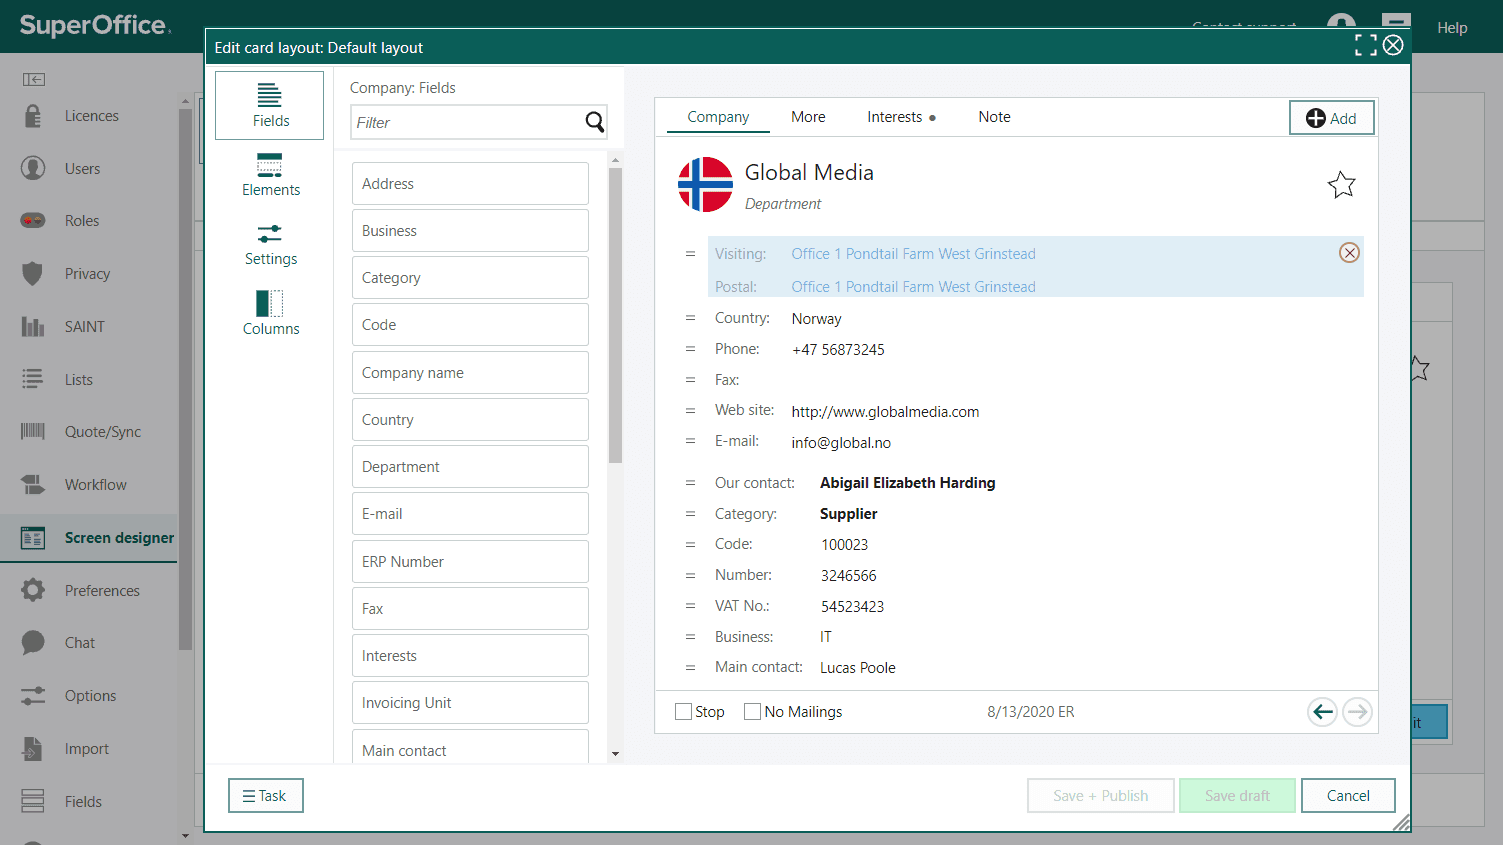 SuperOffice.
Contact support
Help
Edit card layout: Default layout
Licences
Users
Roles
Privacy
SAINT
Lists
Quote/Sync
Workflow
Screen designer
Preferences
Chat
Options
Import
Fields
Fields
Elements
Settings
Columns
Company: Fields
Filter
Address
Business
Category
Code
Company name
Country
Department
E-mail
ERP Number
Fax
Interests
Invoicing Unit
Main contact
Company More Interests • Note
Add
Global Media
Department
Visiting: Office 1 Pondtail Farm West Grinstead
Postal: Office 1 Pondtail Farm West Grinstead
Country: Norway
Phone: +47 56873245
Fax:
Web site: http://www.globalmedia.com
E-mail: info@global.no
Our contact: Abigail Elizabeth Harding
Category: Supplier
Code: 100023
Number: 3246566
VAT No.: 54523423
Business: IT
Main contact: Lucas Poole
Stop No Mailings 8/13/2020 ER
it
Task
Save + Publish Save draft Cancel